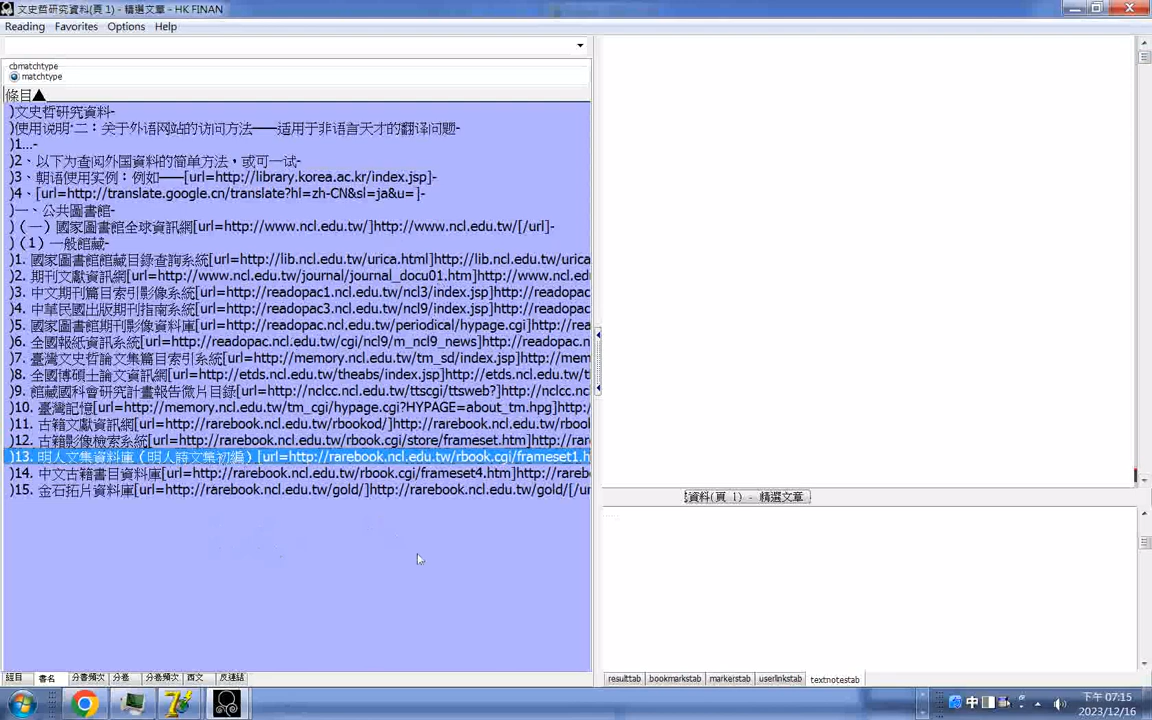 文史哲研究資料(頁 1) - 精選文章 - HK FINAN
Reading Favorites Options Help
cbmatchtype
matchtype
條目▲
)文史哲研究資料-
)使用说明·二：关于外语网站的访问方法——适用于非语言天才的翻译问题-
)1...-
)2、以下为查阅外国資料的简单方法，或可一试-
)3、朝语使用实例：例如——[url=http://library.korea.ac.kr/index.jsp]-
)4、[url=http://translate.google.cn/translate?hl=zh-CN&sl=ja&u=]-
)一、公共圖書館-
)（一）國家圖書館全球資訊網[url=http://www.ncl.edu.tw/]http://www.ncl.edu.tw/[/url]-
)（1）一般館藏-
)1. 國家圖書館館藏目錄查詢系統[url=http://lib.ncl.edu.tw/urica.html]http://lib.ncl.edu.tw/urica
)2. 期刊文獻資訊網[url=http://www.ncl.edu.tw/journal/journal_docu01.htm]http://www.ncl.ed
)3. 中文期刊篇目索引影像系統[url=http://readopac1.ncl.edu.tw/ncl3/index.jsp]http://readopac
)4. 中華民國出版期刊指南系統[url=http://readopac3.ncl.edu.tw/ncl9/index.jsp]http://readopac
)5. 國家圖書館期刊影像資料庫[url=http://readopac.ncl.edu.tw/periodical/hypage.cgi]http://rea
)6. 全國報紙資訊系統[url=http://readopac.ncl.edu.tw/cgi/ncl9/m_ncl9_news]http://readopac.n
)7. 臺灣文史哲論文集篇目索引系統[url=http://memory.ncl.edu.tw/tm_sd/index.jsp]http://mem
)8. 全國博碩士論文資訊網[url=http://etds.ncl.edu.tw/theabs/index.jsp]http://etds.ncl.edu.tw/t
)9. 館藏國科會研究計畫報告微片目錄[url=http://nclcc.ncl.edu.tw/ttscgi/ttsweb?]http://nclcc.nc
)10. 臺灣記憶[url=http://memory.ncl.edu.tw/tm_cgi/hypage.cgi?HYPAGE=about_tm.hpg]http:/
)11. 古籍文獻資訊網[url=http://rarebook.ncl.edu.tw/rbookod/]http://rarebook.ncl.edu.tw/rbo
)12. 古籍影像檢索系統[url=http://rarebook.ncl.edu.tw/rbook.cgi/store/frameset.htm]http://rar
)13. 明人文集資料庫（明人詩文集初編）[url=http://rarebook.ncl.edu.tw/rbook.cgi/frameset1.h
)14. 中文古籍書目資料庫[url=http://rarebook.ncl.edu.tw/rbook.cgi/frameset4.htm]http://rareb
)15. 金石拓片資料庫[url=http://rarebook.ncl.edu.tw/gold/]http://rarebook.ncl.edu.tw/gold/[/ur
資料(頁 1) - 精選文章
經目 書名 分書頻次 分卷 分卷頻次 西文 反連結
resulttab bookmarkstab markerstab userlinkstab textnotestab
中
下午 07:15
2023/12/16